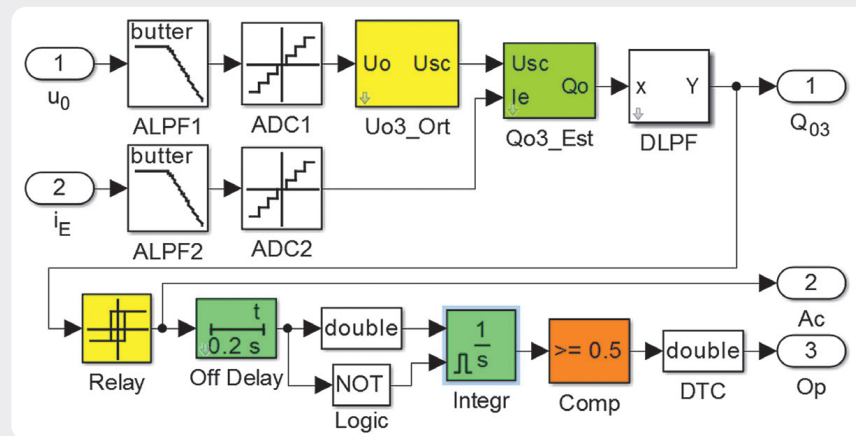 1
u0
butter
ALPF1
ADC1
Uo Usc
Uo3_Ort
Usc
Ie
Qo
Qo3_Est
x Y
DLPF
1
Q03
2
iE
butter
ALPF2
ADC2
Relay
t
0.2 s
Off Delay
double
NOT
Logic
1
s
Integr
>= 0.5
Comp
double
DTC
2
Ac
3
Op